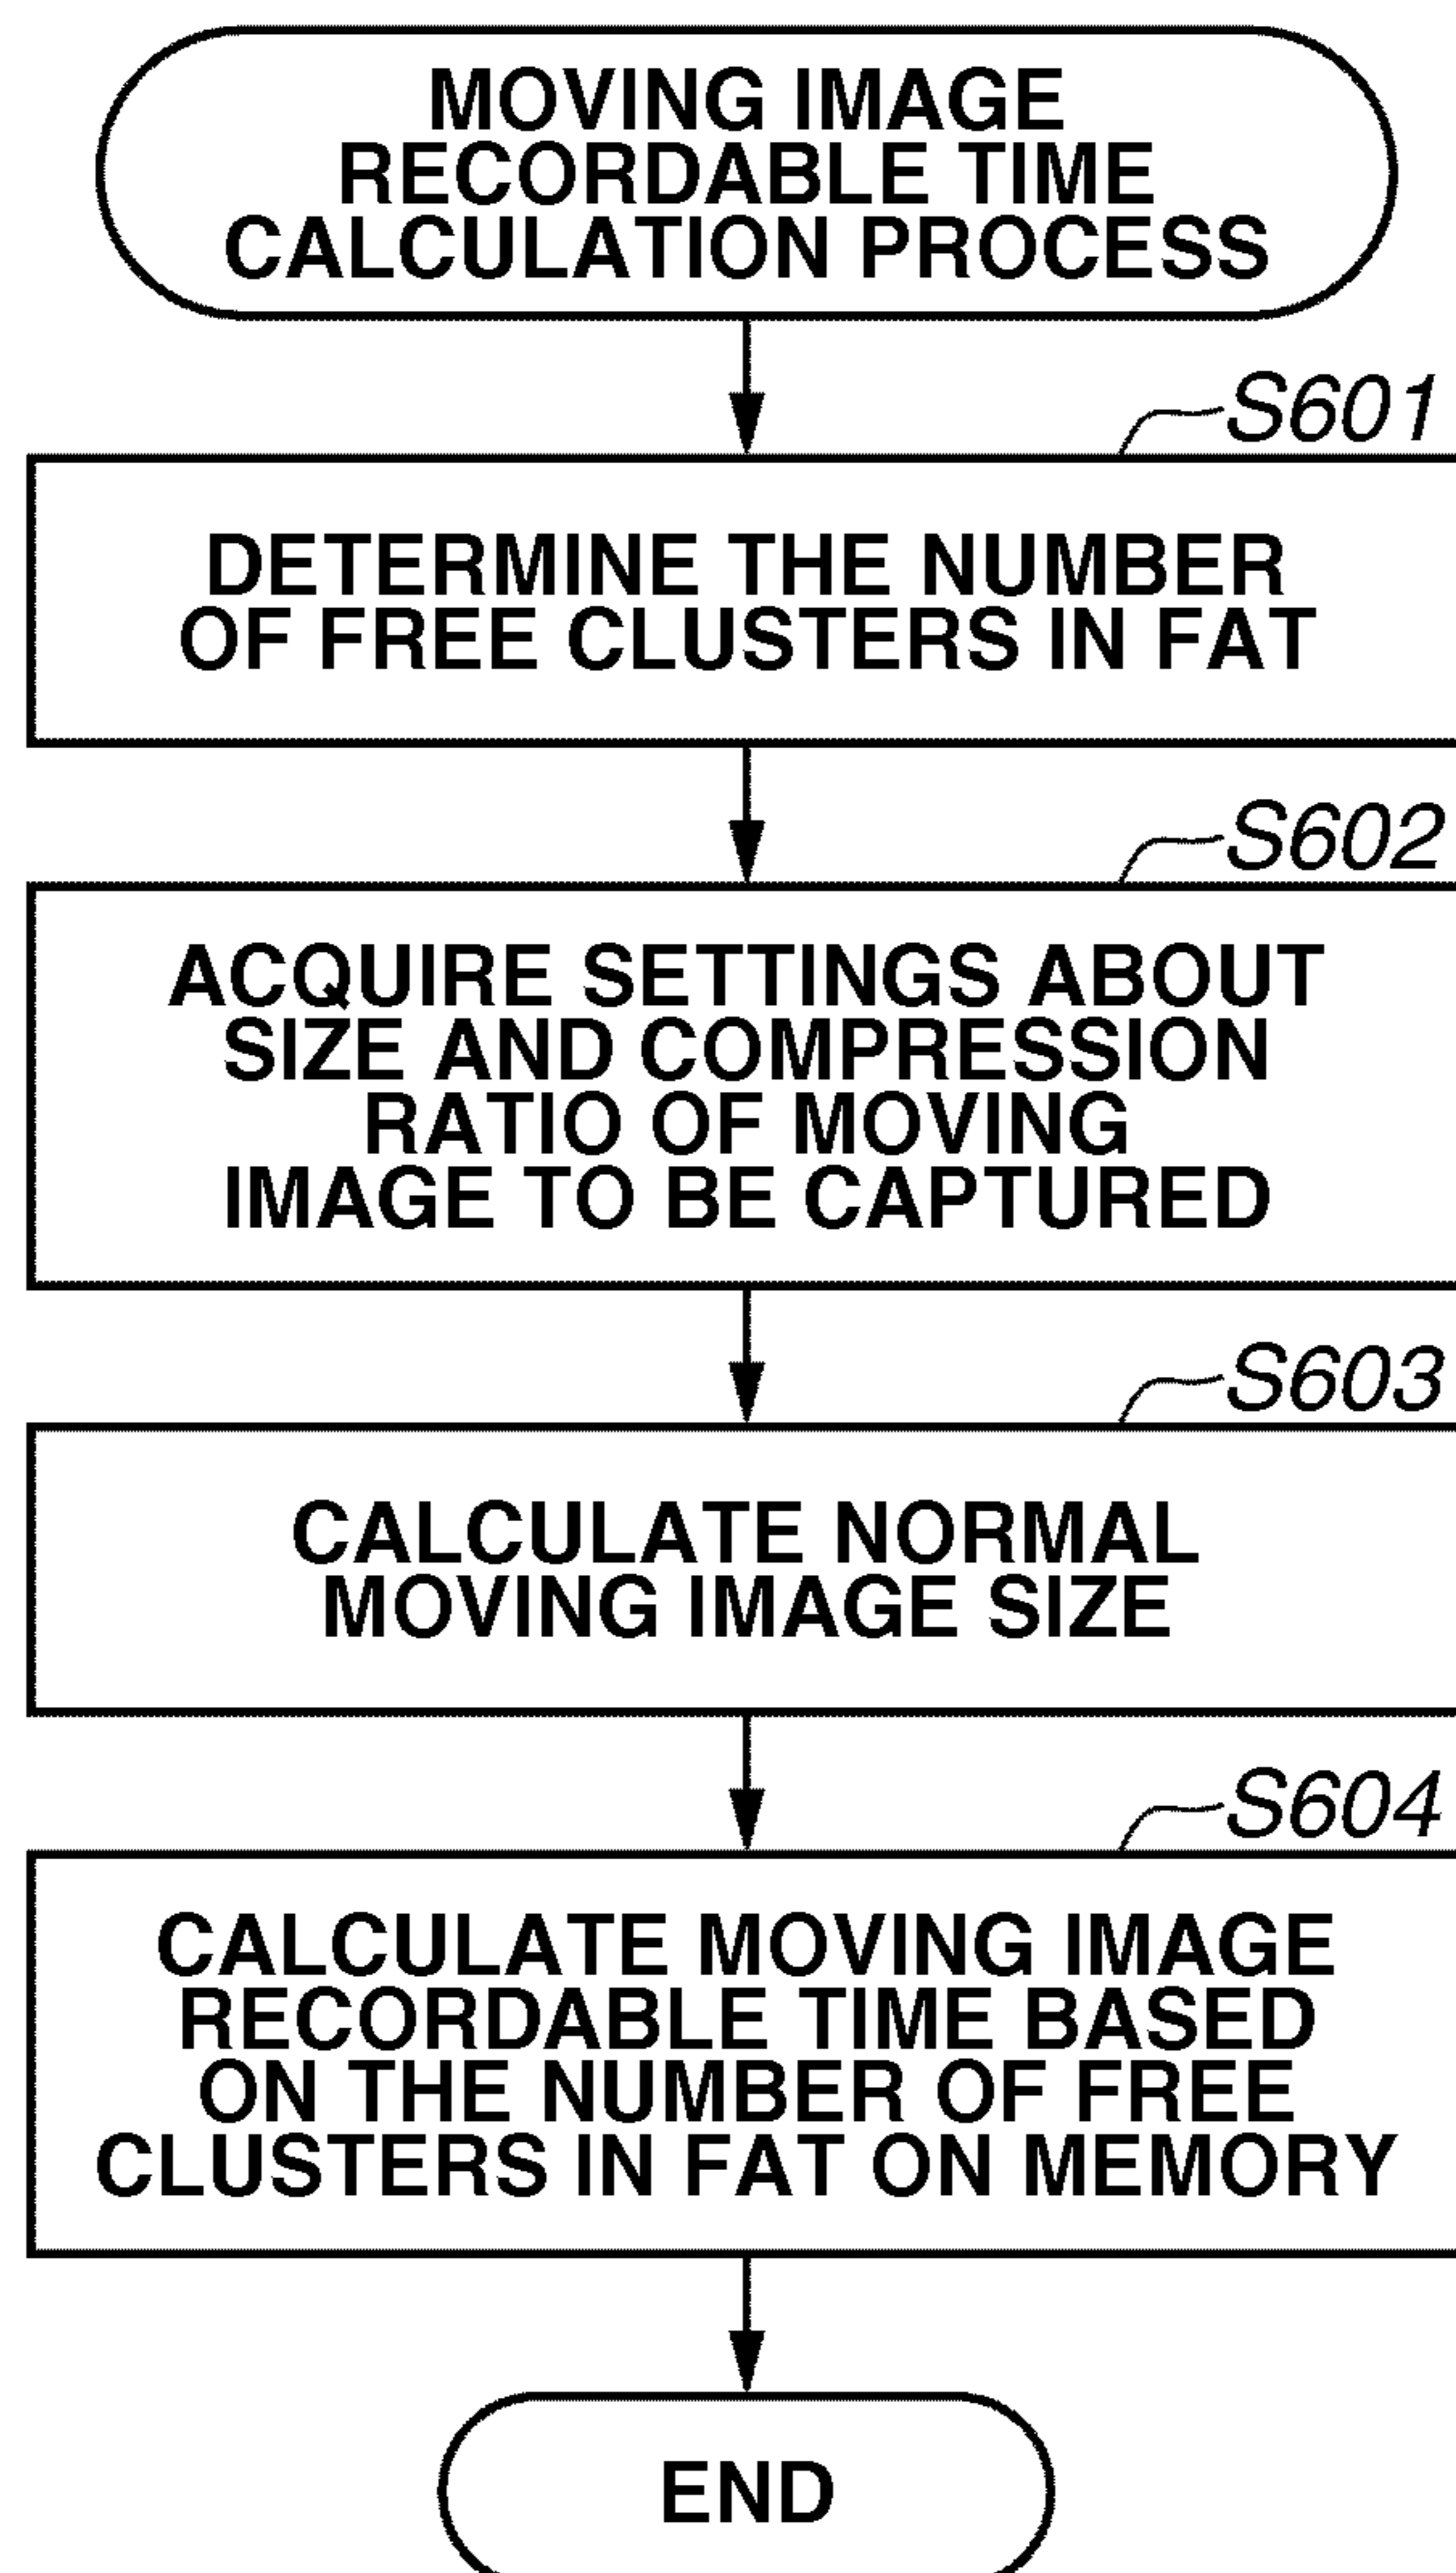 MOVING IMAGE
RECORDABLE TIME
CALCULATION PROCESS
S601
DETERMINE THE NUMBER
OF FREE CLUSTERS IN FAT
S602
ACQUIRE SETTINGS ABOUT
SIZE AND COMPRESSION
RATIO OF MOVING
IMAGE TO BE CAPTURED
S603
CALCULATE NORMAL
MOVING IMAGE SIZE
S604
CALCULATE MOVING IMAGE
RECORDABLE TIME BASED
ON THE NUMBER OF FREE
CLUSTERS IN FAT ON MEMORY
END